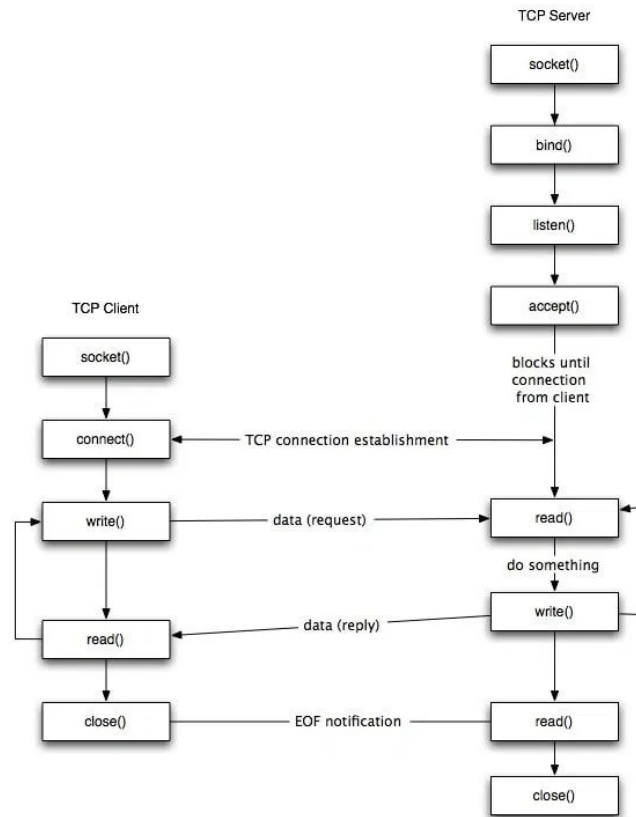 TCP Server
socket()
bind()
listen()
accept()
blocks until
connection
from client
TCP Client
socket()
connect()
TCP connection establishment
write()
data (request)
read()
do something
write()
data (reply)
read()
close()
EOF notification
read()
close()